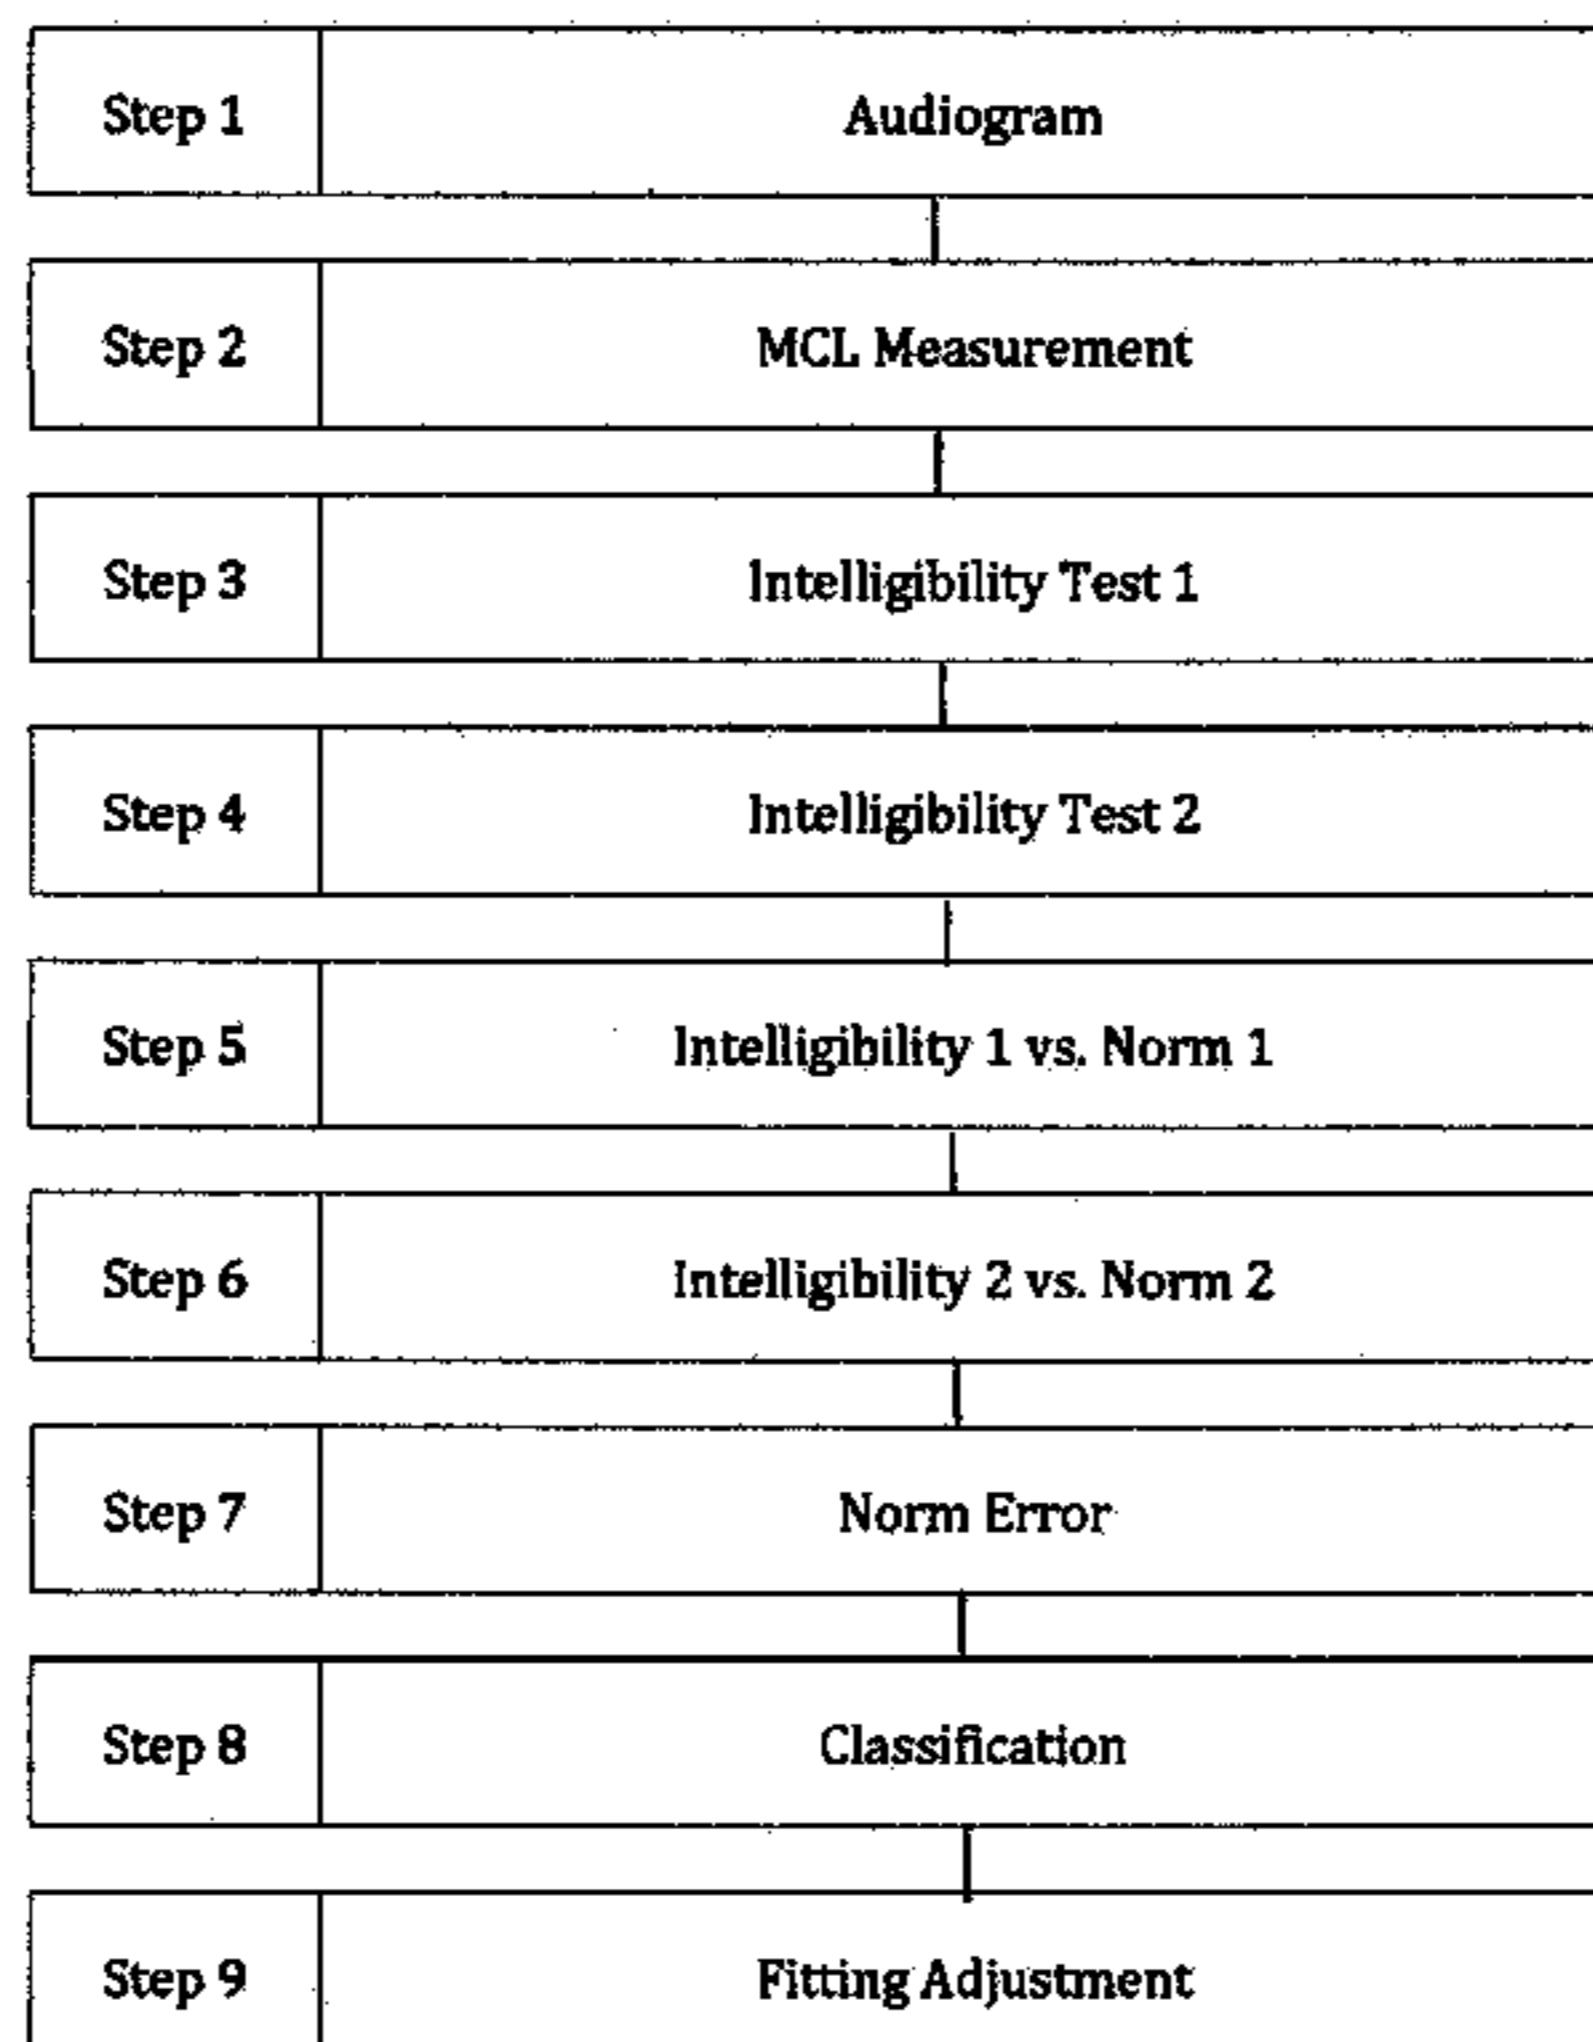 Step 1 Audiogram
Step 2 MCL Measurement
Step 3 Intelligibility Test 1
Step 4 Intelligibility Test 2
Step 5 Intelligibility 1 vs. Norm 1
Step 6 Intelligibility 2 vs. Norm 2
Step 7 Norm Error
Step 8 Classification
Step 9 Fitting Adjustment